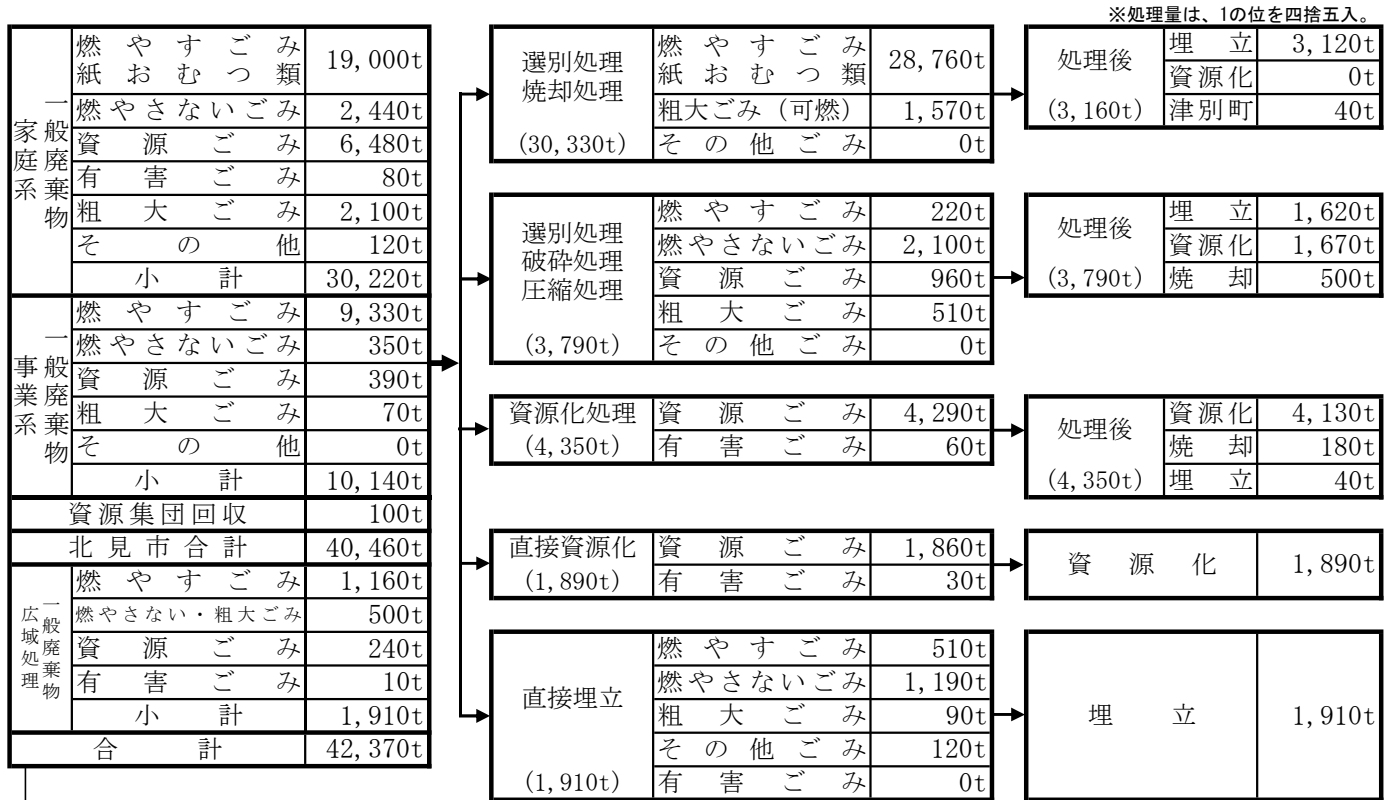 ※処理量は、1の位を四捨五入。
家庭系一般廃棄物
燃やすごみ
紙おむつ類 19,000t
燃やさないごみ 2,440t
資源ごみ 6,480t
有害ごみ 80t
粗大ごみ 2,100t
その他 120t
小計 30,220t
事業系一般廃棄物
燃やすごみ 9,330t
燃やさないごみ 350t
資源ごみ 390t
粗大ごみ 70t
その他 0t
小計 10,140t
資源集団回収 100t
北見市合計 40,460t
広域処理一般廃棄物
燃やすごみ 1,160t
燃やさない・粗大ごみ 500t
資源ごみ 240t
有害ごみ 10t
小計 1,910t
合計 42,370t
選別処理
焼却処理
(30,330t)
燃やすごみ
紙おむつ類 28,760t
粗大ごみ（可燃） 1,570t
その他ごみ 0t
処理後
(3,160t)
埋立 3,120t
資源化 0t
津別町 40t
選別処理
破砕処理
圧縮処理
(3,790t)
燃やすごみ 220t
燃やさないごみ 2,100t
資源ごみ 960t
粗大ごみ 510t
その他ごみ 0t
処理後
(3,790t)
埋立 1,620t
資源化 1,670t
焼却 500t
資源化処理
(4,350t)
資源ごみ 4,290t
有害ごみ 60t
処理後
(4,350t)
資源化 4,130t
焼却 180t
埋立 40t
直接資源化
(1,890t)
資源ごみ 1,860t
有害ごみ 30t
資源化 1,890t
直接埋立
(1,910t)
燃やすごみ 510t
燃やさないごみ 1,190t
粗大ごみ 90t
その他ごみ 120t
有害ごみ 0t
埋立 1,910t